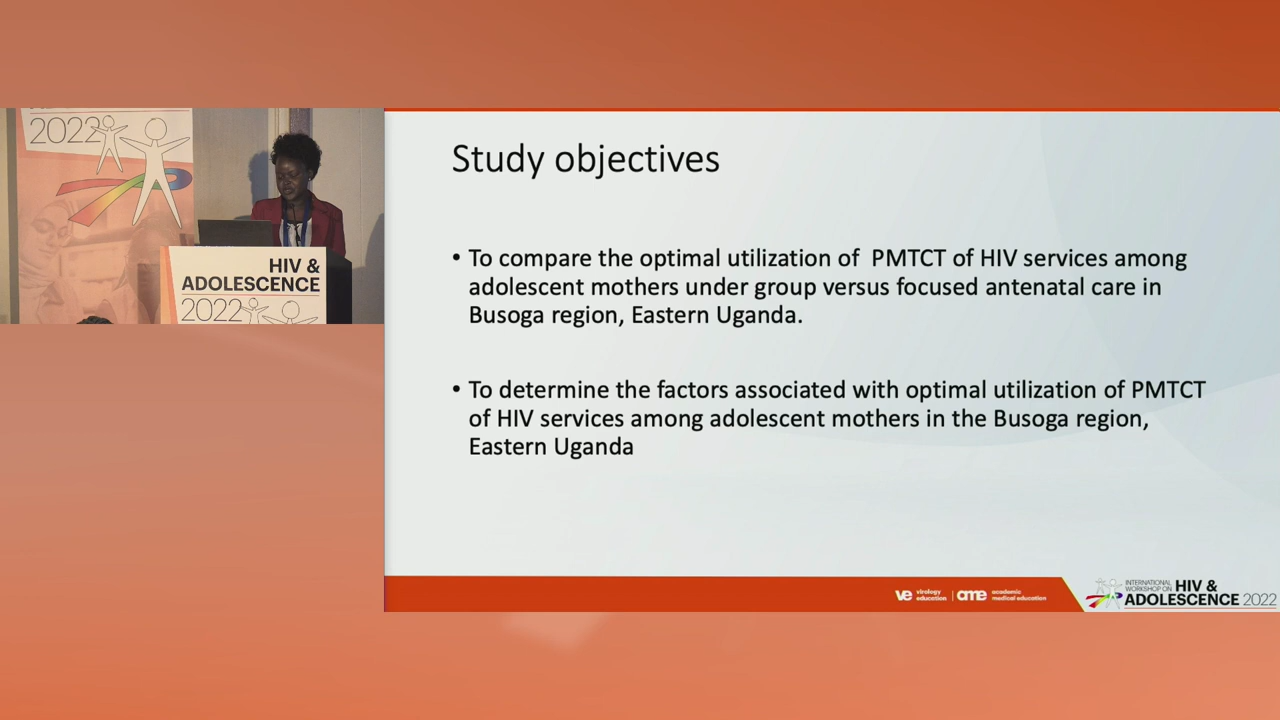 2022
HIV &
ADOLESCENCE
2022
Study objectives
• To compare the optimal utilization of  PMTCT of HIV services among
adolescent mothers under group versus focused antenatal care in
Busoga region, Eastern Uganda.
• To determine the factors associated with optimal utilization of PMTCT
of HIV services among adolescent mothers in the Busoga region,
Eastern Uganda
ve virology
education
ame academic
medical education
INTERNATIONAL
WORKSHOP ON HIV &
ADOLESCENCE 2022